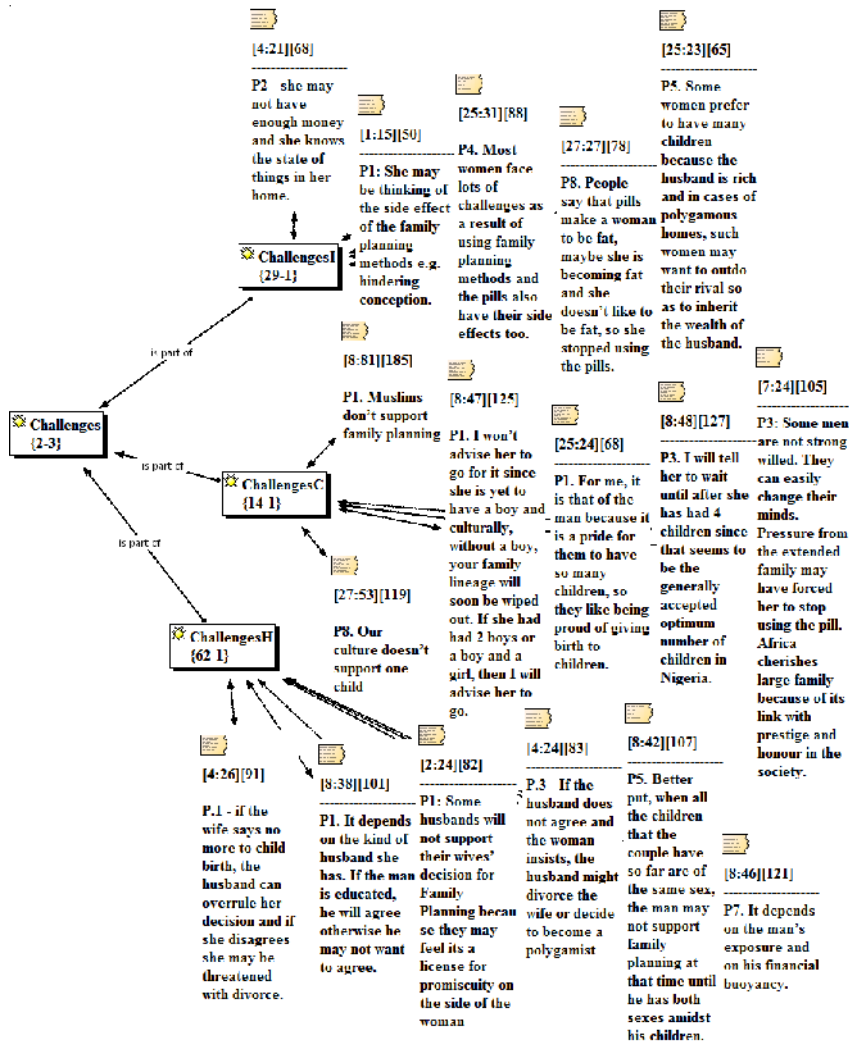 [4:21][68]
--------------------
P2 - she may
not have
enough money
and she knows
the state of
things in her
home.
[1:15][50]
--------------------
P1: She may
be thinking of
the side effect
of the family
planning
methods e.g.
hindering
conception.
[25:31][88]
P4. Most
women face
lots of
challenges as
a result of
using family
planning
methods and
the pills also
have their side
effects too.
[27:27][78]
--------------------
P8. People
say that pills
make a woman
to be fat,
maybe she is
becoming fat
and she
doesn't like to
be fat, so she
stopped using
the pills.
[25:23][65]
--------------------
P5. Some
women prefer
to have many
children
because the
husband is rich
and in cases of
polygamous
homes, such
women may
want to outdo
their rival so
as to inherit
the wealth of
the husband.
ChallengesI
{29-1}
is part of
Challenges
{2-3}
is part of
ChallengesC
{14-1}
is part of
ChallengesH
{62-1}
[8:81][185]
P1. Muslims
don't support
family planning
[8:47][125]
P1. I won't
advise her to
go for it since
she is yet to
have a boy and
culturally,
without a boy,
your family
lineage will
soon be wiped
out. If she had
had 2 boys or
a boy and a
girl, then I will
advise her to
go.
[25:24][68]
--------------------
P1. For me, it
is that of the
man because it
is a pride for
them to have
so many
children, so
they like being
proud of giving
birth to
children.
[8:48][127]
--------------------
P3. I will tell
her to wait
until after she
has had 4
children since
that seems to
be the
generally
accepted
optimum
number of
children in
Nigeria.
[7:24][105]
--------------------
P3: Some men
are not strong
willed. They
can easily
change their
minds.
Pressure from
the extended
family may
have forced
her to stop
using the pill.
Africa
cherishes
large family
because of its
link with
prestige and
honour in the
society.
[27:53][119]
P8. Our
culture doesn't
support one
child
[4:26][91]
P.1 - if the
wife says no
more to child
birth, the
husband can
overrule her
decision and if
she disagrees
she may be
threatened
with divorce.
[8:38][101]
--------------------
P1. It depends
on the kind of
husband she
has. If the man
is educated,
he will agree
otherwise he
may not want
to agree.
[2:24][82]
--------------------
P1: Some
husbands will
not support
their wives'
decision for
Family
Planning becau
se they may
feel its a
license for
promiscuity on
the side of the
woman
[4:24][83]
--------------------
P.3 - If the
husband does
not agree and
the woman
insists, the
husband might
divorce the
wife or decide
to become a
polygamist
[8:42][107]
--------------------
P5. Better
put, when all
the children
that the
couple have
so far are of
the same sex,
the man may
not support
family
planning at
that time until
he has both
sexes amidst
his children.
[8:46][121]
--------------------
P7. It depends
on the man's
exposure and
on his financial
buoyancy.